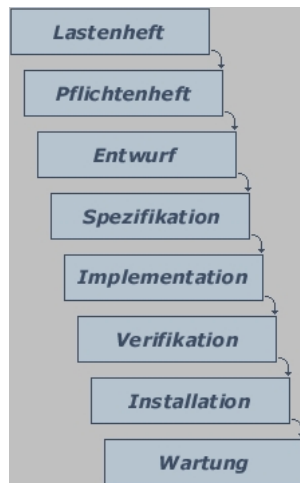 Lastenheft
Pflichtenheft
Entwurf
Spezifikation
Implementation
Verifikation
Installation
Wartung